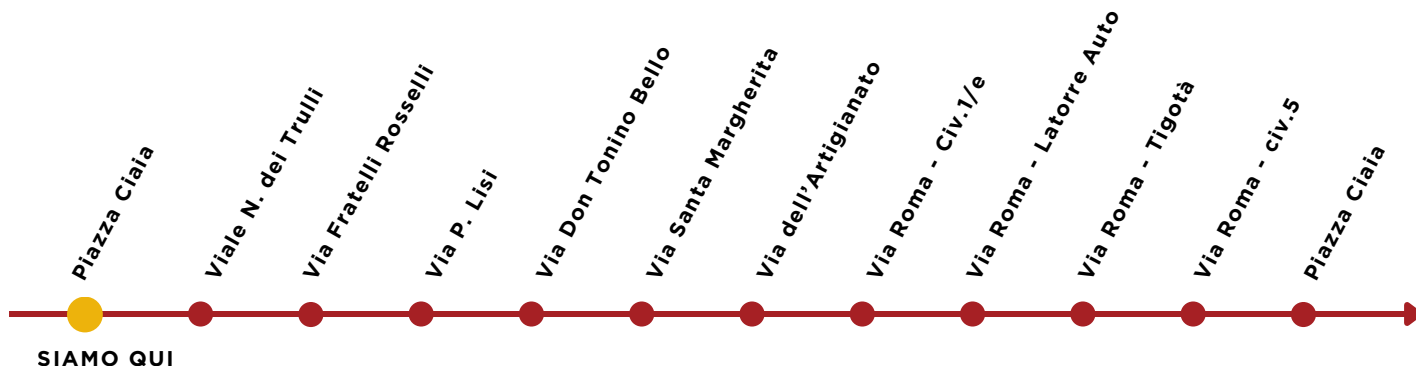 Piazza Ciaia
Viale N. dei Trulli
Via Fratelli Rosselli
Via P. Lisi
Via Don Tonino Bello
Via Santa Margherita
Via dell'Artigianato
Via Roma - Civ.1/e
Via Roma - Latorre Auto
Via Roma - Tigotà
Via Roma - civ.5
Piazza Ciaia
SIAMO QUI